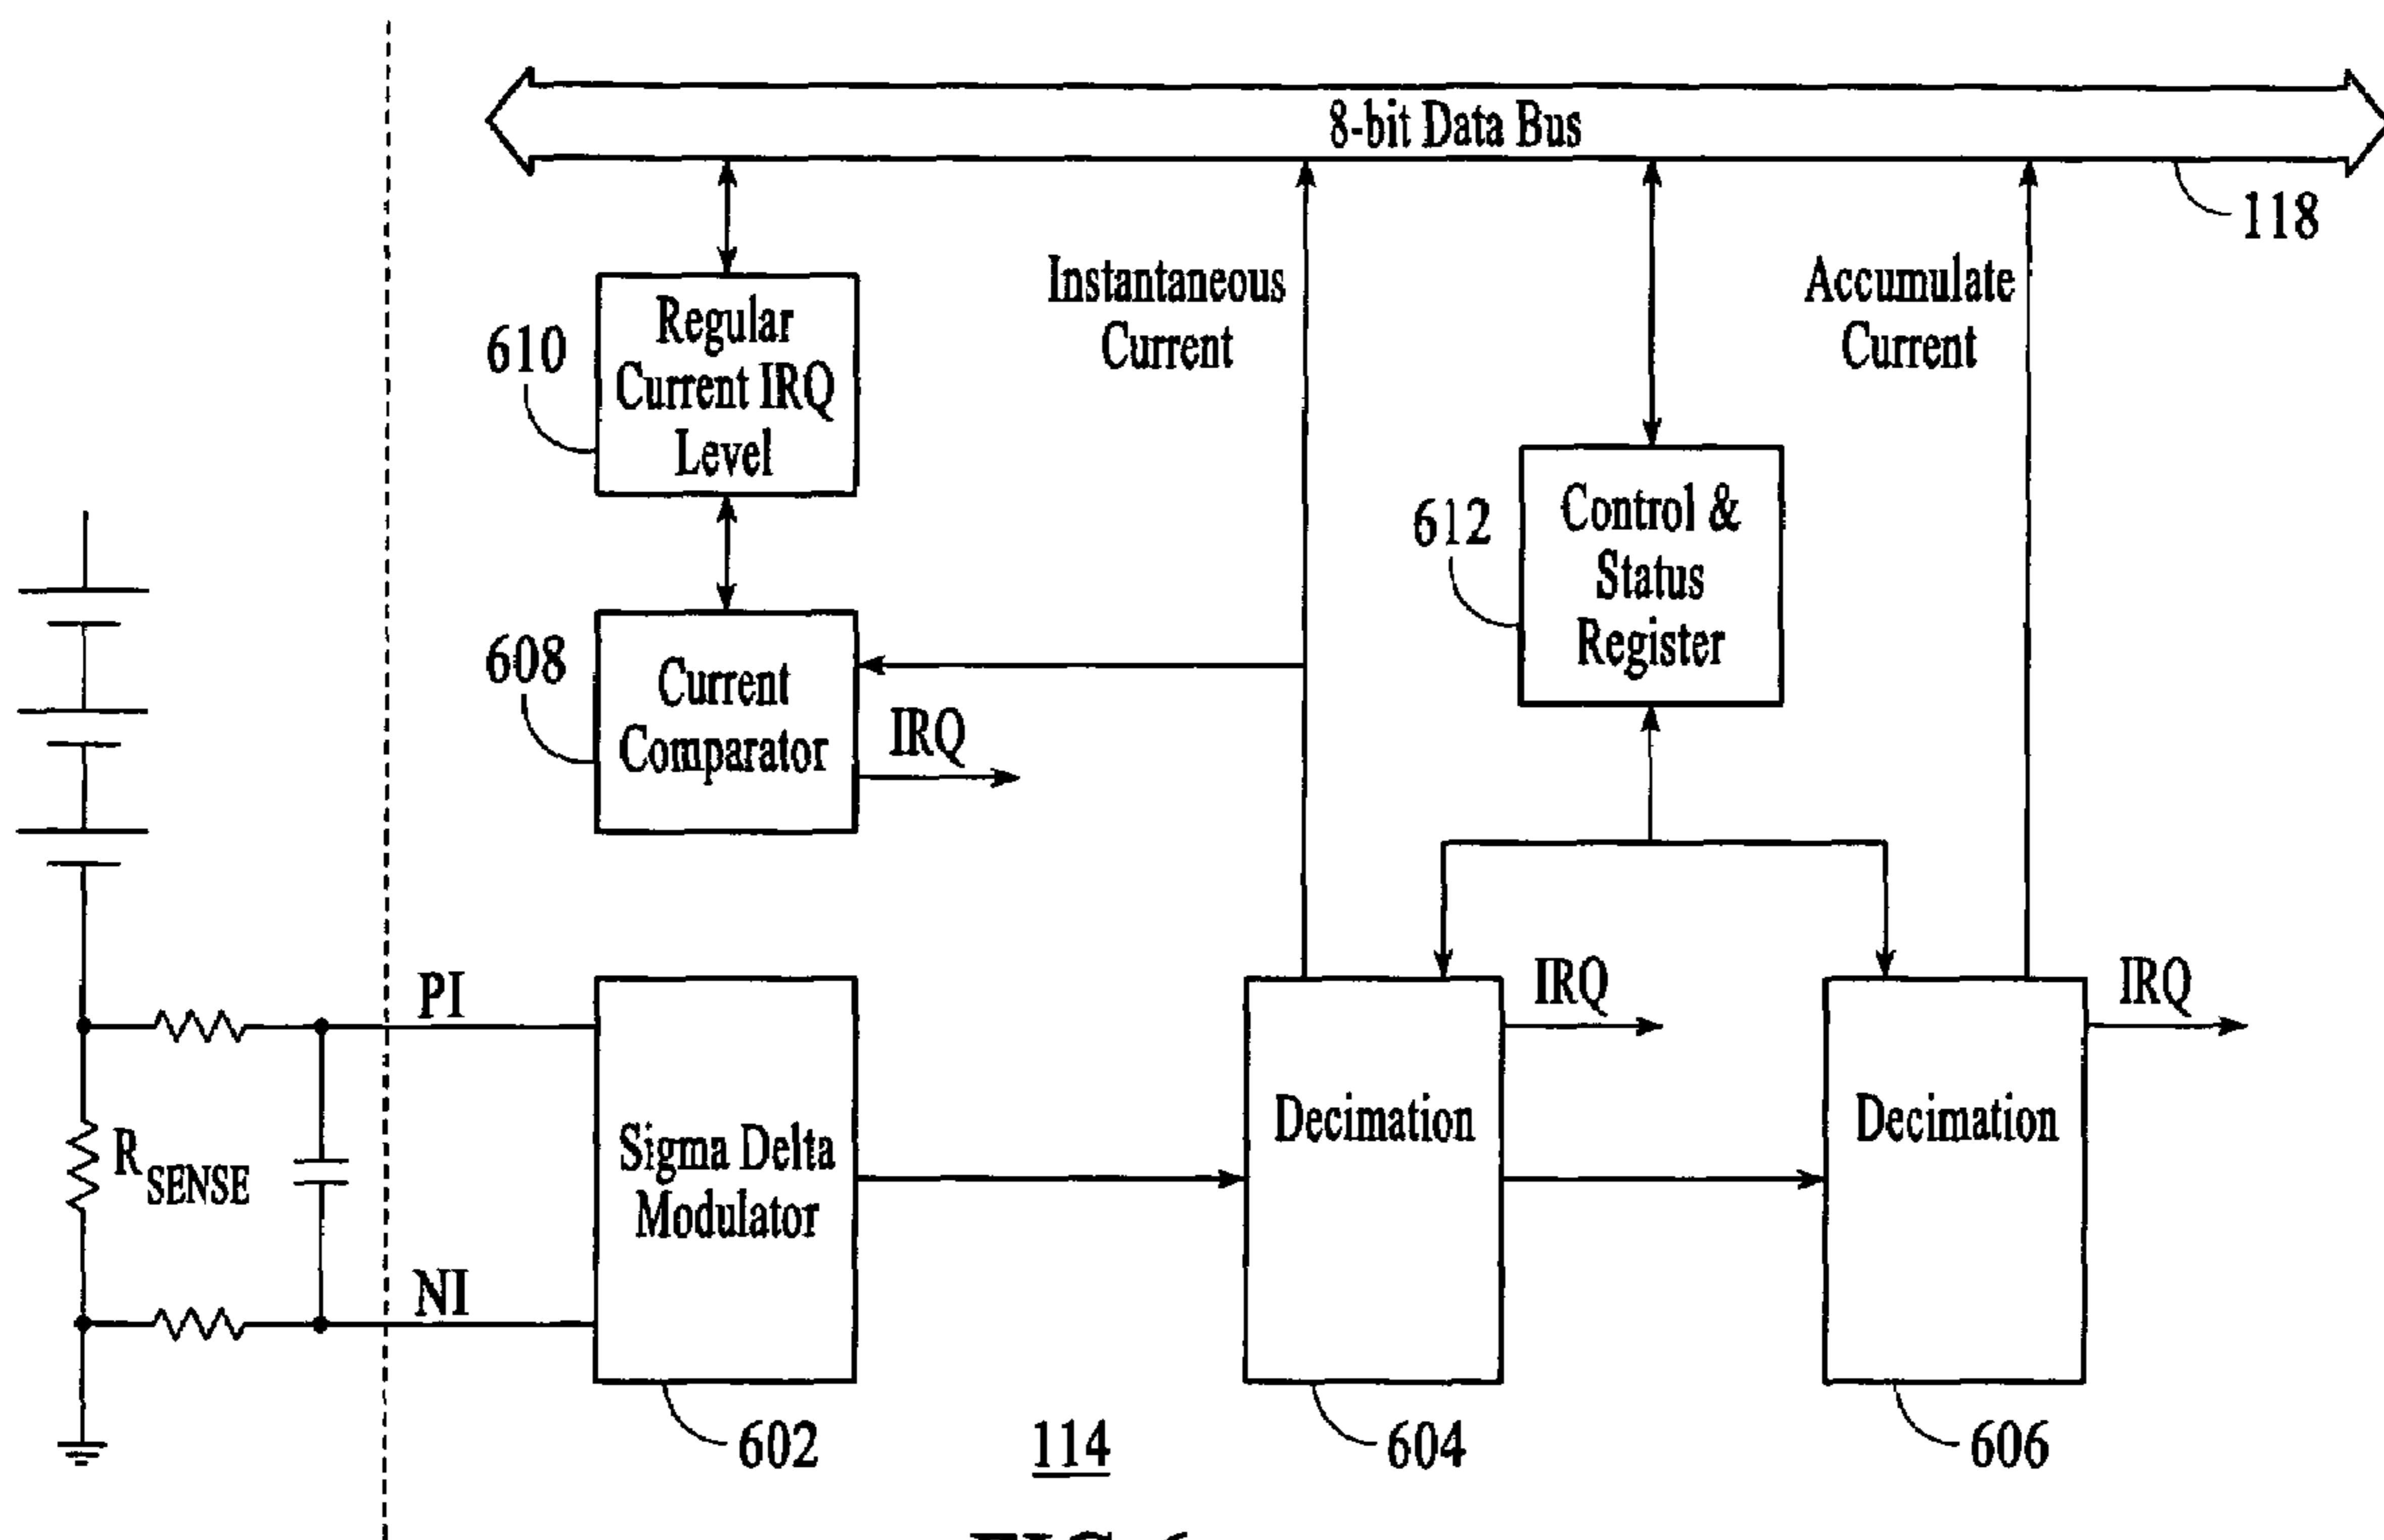 8-bit Data Bus
118
Instantaneous
Current
Accumulate
Current
610
Regular
Current IRQ
Level
612
Control &
Status
Register
608
Current
Comparator
IRQ
PI
IRQ
IRQ
R SENSE
Sigma Delta
Modulator
Decimation
Decimation
NI
602
114
604
606